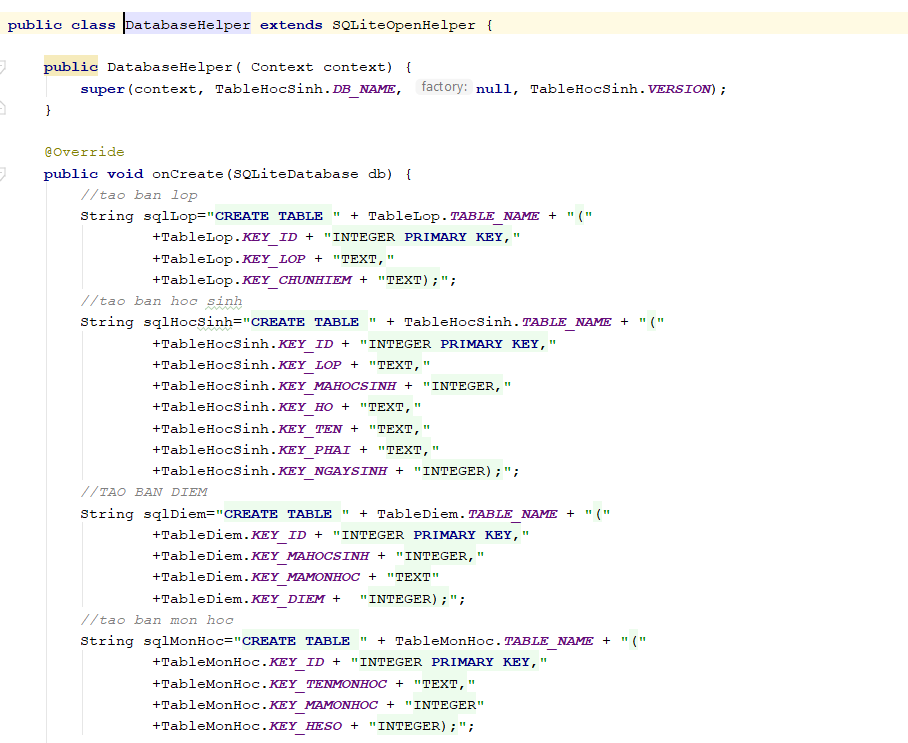 public class DatabaseHelper extends SQLiteOpenHelper {
public DatabaseHelper( Context context) {
super(context, TableHocSinh.DB_NAME, factory: null, TableHocSinh.VERSION);
}
@Override
public void onCreate(SQLiteDatabase db) {
//tao ban lop
String sqlLop="CREATE TABLE " + TableLop.TABLE_NAME + "("
+TableLop.KEY_ID + "INTEGER PRIMARY KEY,"
+TableLop.KEY_LOP + "TEXT,"
+TableLop.KEY_CHUNHIEM + "TEXT);";
//tao ban hoc sinh
String sqlHocSinh="CREATE TABLE " + TableHocSinh.TABLE_NAME + "("
+TableHocSinh.KEY_ID + "INTEGER PRIMARY KEY,"
+TableHocSinh.KEY_LOP + "TEXT,"
+TableHocSinh.KEY_MAHOCSINH + "INTEGER,"
+TableHocSinh.KEY_HO + "TEXT,"
+TableHocSinh.KEY_TEN + "TEXT,"
+TableHocSinh.KEY_PHAI + "TEXT,"
+TableHocSinh.KEY_NGAYSINH + "INTEGER);";
//TAO BAN DIEM
String sqlDiem="CREATE TABLE " + TableDiem.TABLE_NAME + "("
+TableDiem.KEY_ID + "INTEGER PRIMARY KEY,"
+TableDiem.KEY_MAHOCSINH + "INTEGER,"
+TableDiem.KEY_MAMONHOC + "TEXT"
+TableDiem.KEY_DIEM +  "INTEGER);";
//tao ban mon hoc
String sqlMonHoc="CREATE TABLE " + TableMonHoc.TABLE_NAME + "("
+TableMonHoc.KEY_ID + "INTEGER PRIMARY KEY,"
+TableMonHoc.KEY_TENMONHOC + "TEXT,"
+TableMonHoc.KEY_MAMONHOC + "INTEGER"
+TableMonHoc.KEY_HESO + "INTEGER);";